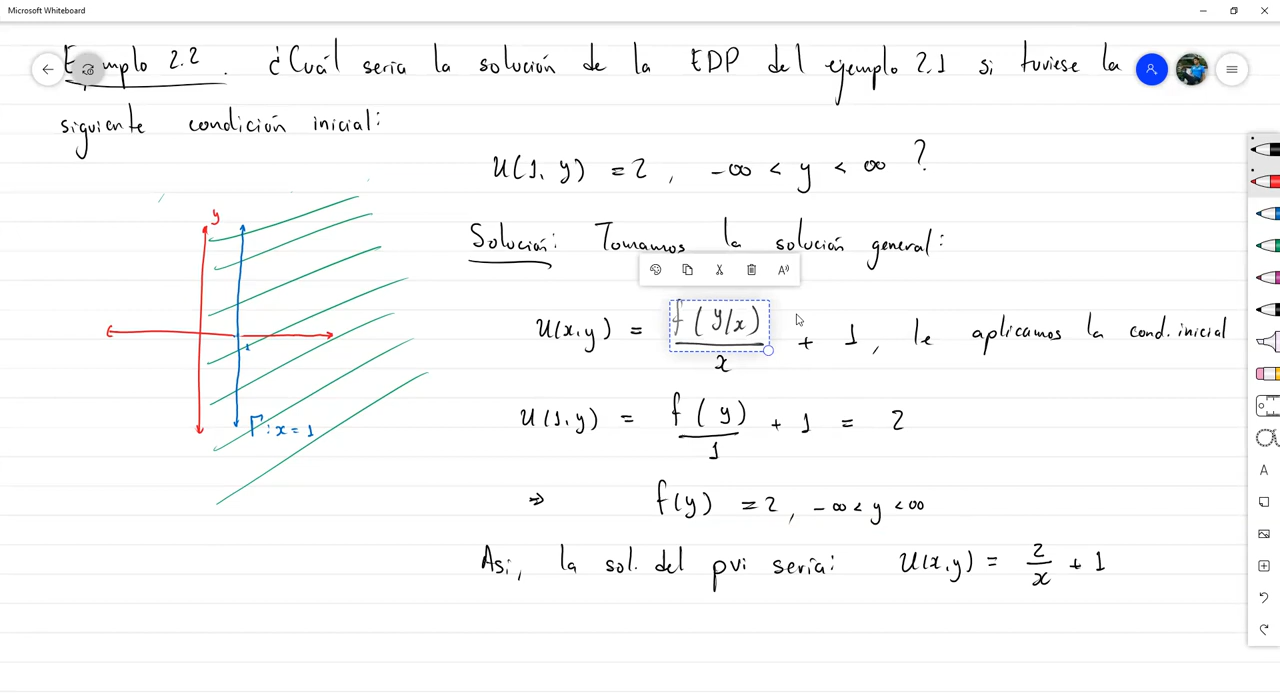 Microsoft Whiteboard
Ejemplo 2.2. ¿Cuál sería la solución de la EDP del ejemplo 2.1 si tuviese la
siguiente condición inicial:
u(1,y) = 2, -∞ < y < ∞ ?
y
Solución: Tomamos la solución general:
u(x,y) = f(y/x)/x + 1, le aplicamos la cond. inicial
1
Γ: x = 1
u(1,y) = f(y)/1 + 1 = 2
⇒ f(y) = 2, -∞ < y < ∞
Así, la sol. del pvi sería: u(x,y) = 2/x + 1